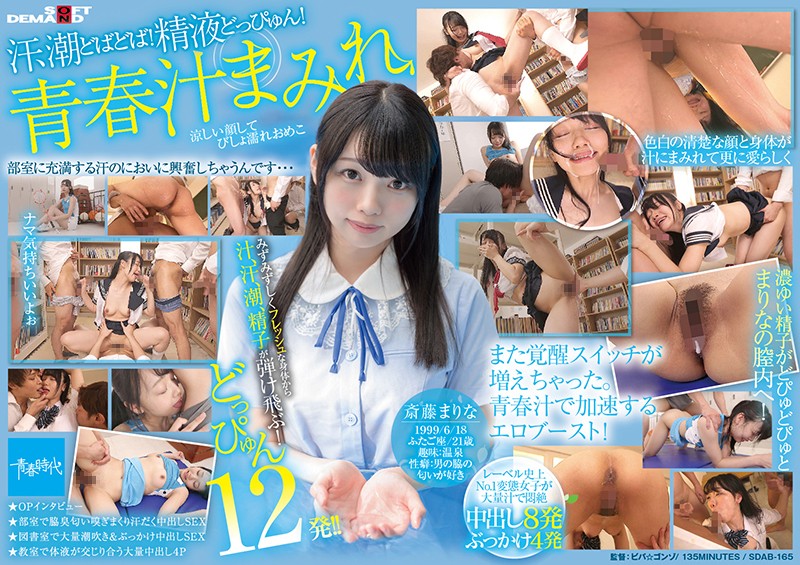 SOFT ON DEMAND
汗、潮どばどば!精液どっぴゅん!
青春汁まみれ
涼しい顔して
びしょ濡れおめこ
部室に充満する汗のにおいに興奮しちゃうんです・・・
色白の清楚な顔と身体が
汁にまみれて更に愛らしく
ナマ気持ちいいよぉ
みずみずしくフレッシュな身体から
汁、汗、潮、精子が弾け飛ぶ!
どっぴゅん
12発!!
濃ゆい精子がどぴゅどぴゅと
まりなの膣内へ!
また覚醒スイッチが
増えちゃった。
青春汁で加速する
エロブースト!
斎藤まりな
1999/6/18
ふたご座/21歳
趣味:温泉
性癖:男の脇の
匂いが好き
レーベル史上
No.1変態女子が
大量汁で悶絶
中出し8発
ぶっかけ4発
青春時代
★OPインタビュー
★部室で脇臭匂い嗅ぎまくり汗だく中出しSEX
★図書室で大量潮吹き&ぶっかけ中出しSEX
★教室で体液が交じり合う大量中出し4P
監督:ビバ☆ゴンゾ/135MINUTES/SDAB-165